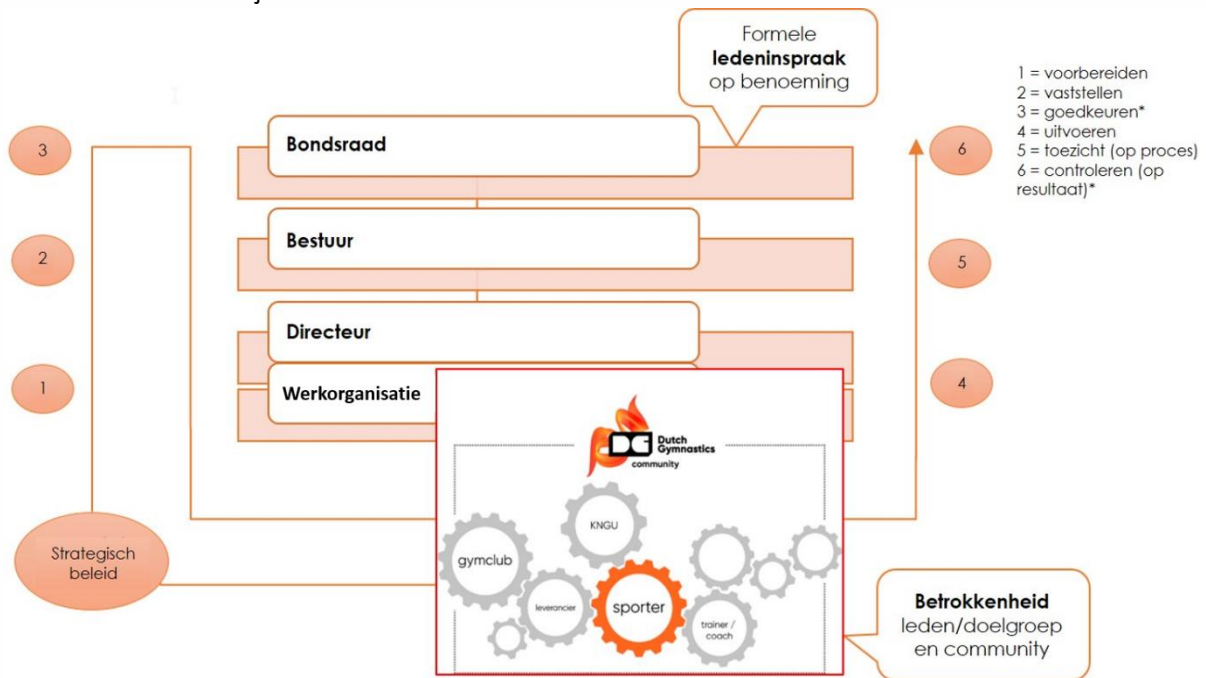 Formele
ledeninspraak
op benoeming
1 = voorbereiden
2 = vaststellen
3 = goedkeuren*
4 = uitvoeren
5 = toezicht (op proces)
6 = controleren (op
resultaat)*
3
Bondsraad
6
2
Bestuur
5
Directeur
1
Werkorganisatie
4
DG Dutch
Gymnastics
community
KNGU
gymclub
Strategisch
beleid
leverancier
sporter
trainer /
coach
Betrokkenheid
leden/doelgroep
en community